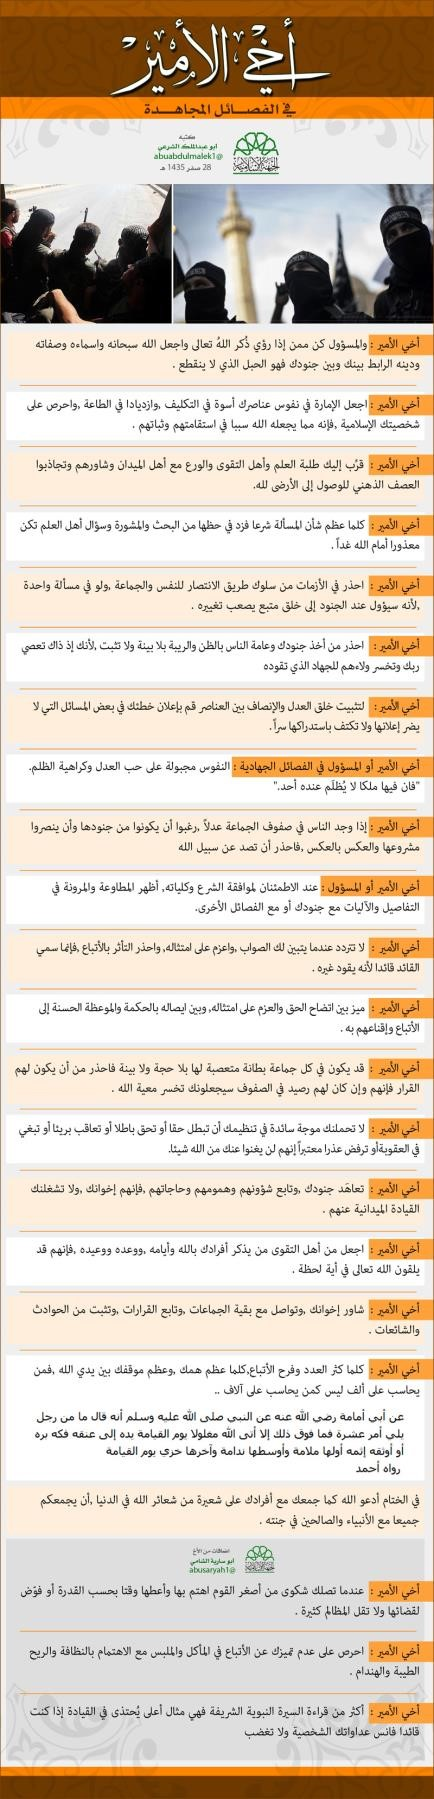 أخي الأمير
في الفصائل المجاهدة
كتبه
أبو عبدالملك الشرعي
@abuabdulmalek1
28 صفر 1435 هـ
الجبهة الإسلامية
أخي الأمير : والمسؤول كن ممن إذا رؤي ذُكر اللهُ تعالى واجعل الله سبحانه واسماءه وصفاته
ودينه الرابط بينك وبين جنودك فهو الحبل الذي لا ينقطع .
أخي الأمير : اجعل الإمارة في نفوس عناصرك أسوة في التكليف ,وازديادا في الطاعة ,واحرص على
شخصيتك الإسلامية ,فإنه مما يجعله الله سببا في استقامتهم وثباتهم .
أخي الأمير : قرّب إليك طلبة العلم وأهل التقوى والورع مع أهل الميدان وشاورهم وتجاذبوا
العصف الذهني للوصول إلى الأرضى لله.
أخي الأمير : كلما عظم شأن المسألة شرعا فزد في حظها من البحث والمشورة وسؤال أهل العلم تكن
معذورا أمام الله غداً .
أخي الأمير : احذر في الأزمات من سلوك طريق الانتصار للنفس والجماعة ,ولو في مسألة واحدة
,لأنه سيؤول عند الجنود إلى خلق متبع يصعب تغييره .
أخي الأمير : احذر من أخذ جنودك وعامة الناس بالظن والريبة بلا بينة ولا تثبت ,لأنك إذ ذاك تعصي
ربك وتخسر ولاءهم للجهاد الذي تقوده
أخي الأمير : لتثبيت خلق العدل والإنصاف بين العناصر قم بإعلان خطئك في بعض المسائل التي لا
يضر إعلانها ولا تكتف باستدراكها سراً .
أخي الأمير أو المسؤول في الفصائل الجهادية : النفوس مجبولة على حب العدل وكراهية الظلم.
"فان فيها ملكا لا يُظلَم عنده أحد."
أخي الأمير : إذا وجد الناس في صفوف الجماعة عدلاً ,رغبوا أن يكونوا من جنودها وأن ينصروا
مشروعها والعكس بالعكس ,فاحذر أن تصد عن سبيل الله
أخي الأمير أو المسؤول : عند الاطمئنان لموافقة الشرع وكلياته, أظهر المطاوعة والمرونة في
التفاصيل والآليات مع جنودك أو مع الفصائل الأخرى.
أخي الأمير : لا تتردد عندما يتبين لك الصواب ,واعزم على امتثاله, واحذر التأثر بالأتباع ,فإنما سمي
القائد قائدا لأنه يقود غيره .
أخي الأمير : ميز بين اتضاح الحق والعزم على امتثاله, وبين ايصاله بالحكمة والموعظة الحسنة إلى
الأتباع وإقناعهم به .
أخي الأمير : قد يكون في كل جماعة بطانة متعصبة لها بلا حجة ولا بينة فاحذر من أن يكون لهم
القرار فإنهم وإن كان لهم رصيد في الصفوف سيجعلونك تخسر معية الله .
أخي الأمير : لا تحملنك موجة سائدة في تنظيمك أن تبطل حقا أو تحق باطلا أو تعاقب بريئا أو تبغي
في العقوبةأو ترفض عذرا معتبراً إنهم لن يغنوا عنك من الله شيئا.
أخي الأمير : تعاهَد جنودك ,وتابع شؤونهم وهمومهم وحاجاتهم ,فإنهم إخوانك ,ولا تشغلنك
القيادة الميدانية عنهم .
أخي الأمير : اجعل من أهل التقوى من يذكر أفرادك بالله وأيامه ,ووعده ووعيده ,فإنهم قد
يلقون الله تعالى في أية لحظة .
أخي الأمير : شاور إخوانك ,وتواصل مع بقية الجماعات ,وتابع القرارات ,وتثبت من الحوادث
والشائعات .
أخي الأمير : كلما كثر العدد وفرح الأتباع,كلما عظم همك ,وعظم موقفك بين يدي الله ,فمن
يحاسب على ألف ليس كمن يحاسب على آلاف ..
عن أبي أمامة رضي الله عنه عن النبي صلى الله عليه وسلم أنه قال ما من رجل
يلي أمر عشرة فما فوق ذلك إلا أتى الله مغلولا يوم القيامة يده إلى عنقه فكه بره
أو أوثقه إثمه أولها ملامة وأوسطها ندامة وآخرها خزي يوم القيامة
رواه أحمد
في الختام أدعو الله كما جمعك مع أفرادك على شعيرة من شعائر الله في الدنيا ,أن يجمعكم
جميعا مع الأنبياء والصالحين في جنته .
اضافات من الأخ
أبو سارية الشامي
@abusaryah1
أخي الأمير : عندما تصلك شكوى من أصغر القوم اهتم بها وأعطها وقتا بحسب القدرة أو فوّض
لقضائها ولا تقل المظالم كثيرة .
أخي الأمير : احرص على عدم تميزك عن الأتباع في المأكل والملبس مع الاهتمام بالنظافة والريح
الطيبة والهندام .
أخي الأمير : أكثر من قراءة السيرة النبوية الشريفة فهي مثال أعلى يُحتذى في القيادة إذا كنت
قائدا فانس عداواتك الشخصية ولا تغضب